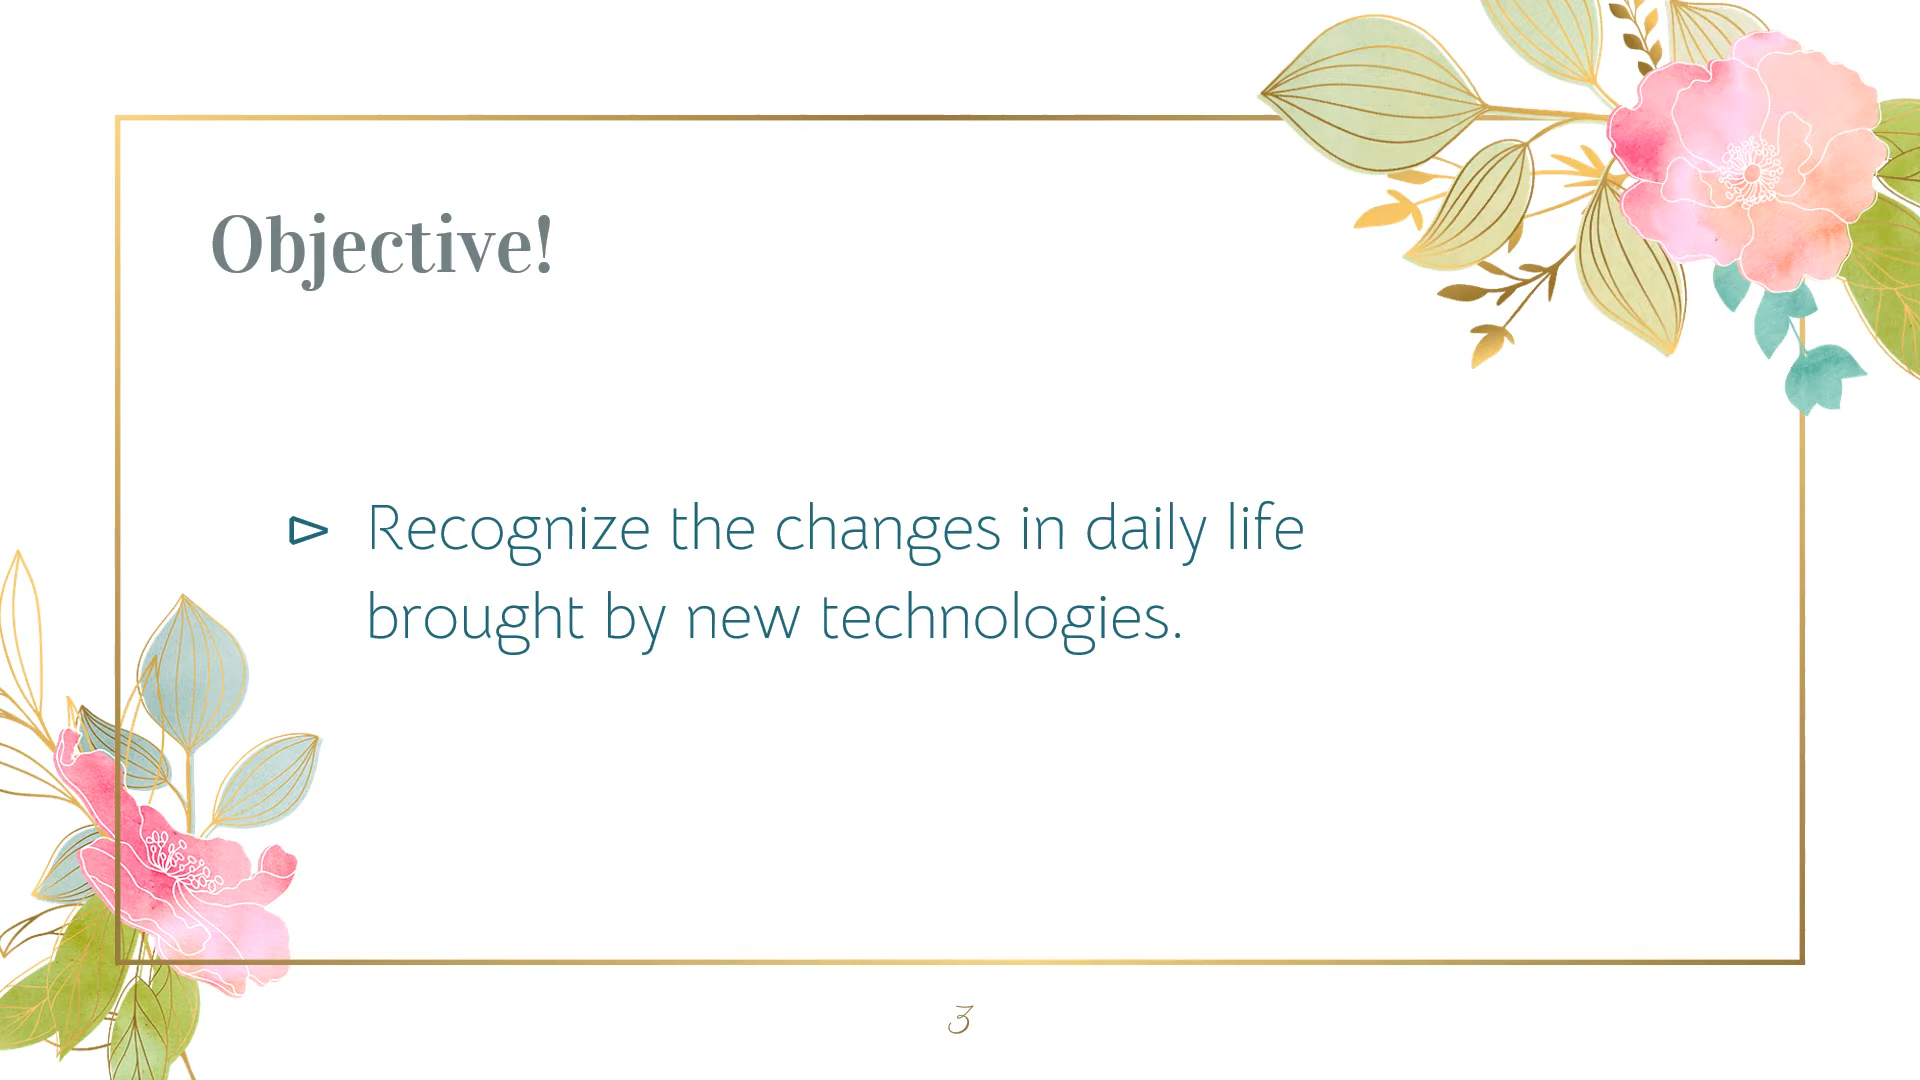 Objective!
⊳ Recognize the changes in daily life
brought by new technologies.
3